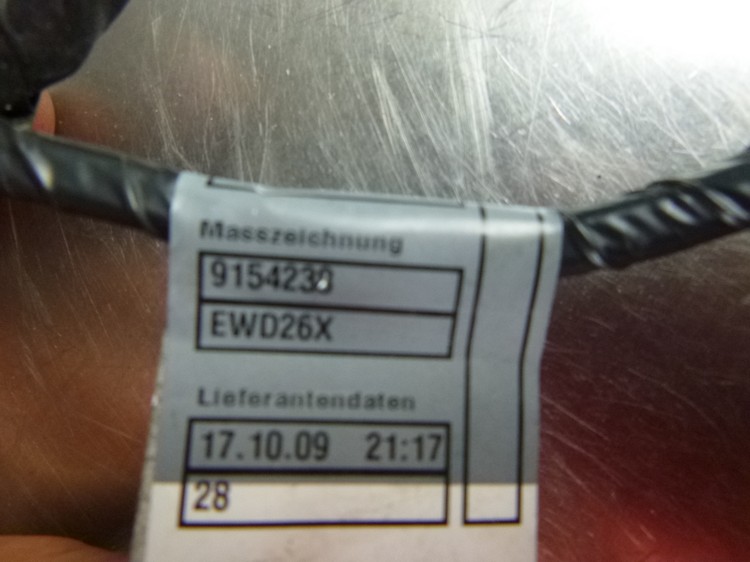 Masszeichnung
9154230
EWD26X
Lieferantendaten
17.10.09 21:17
28